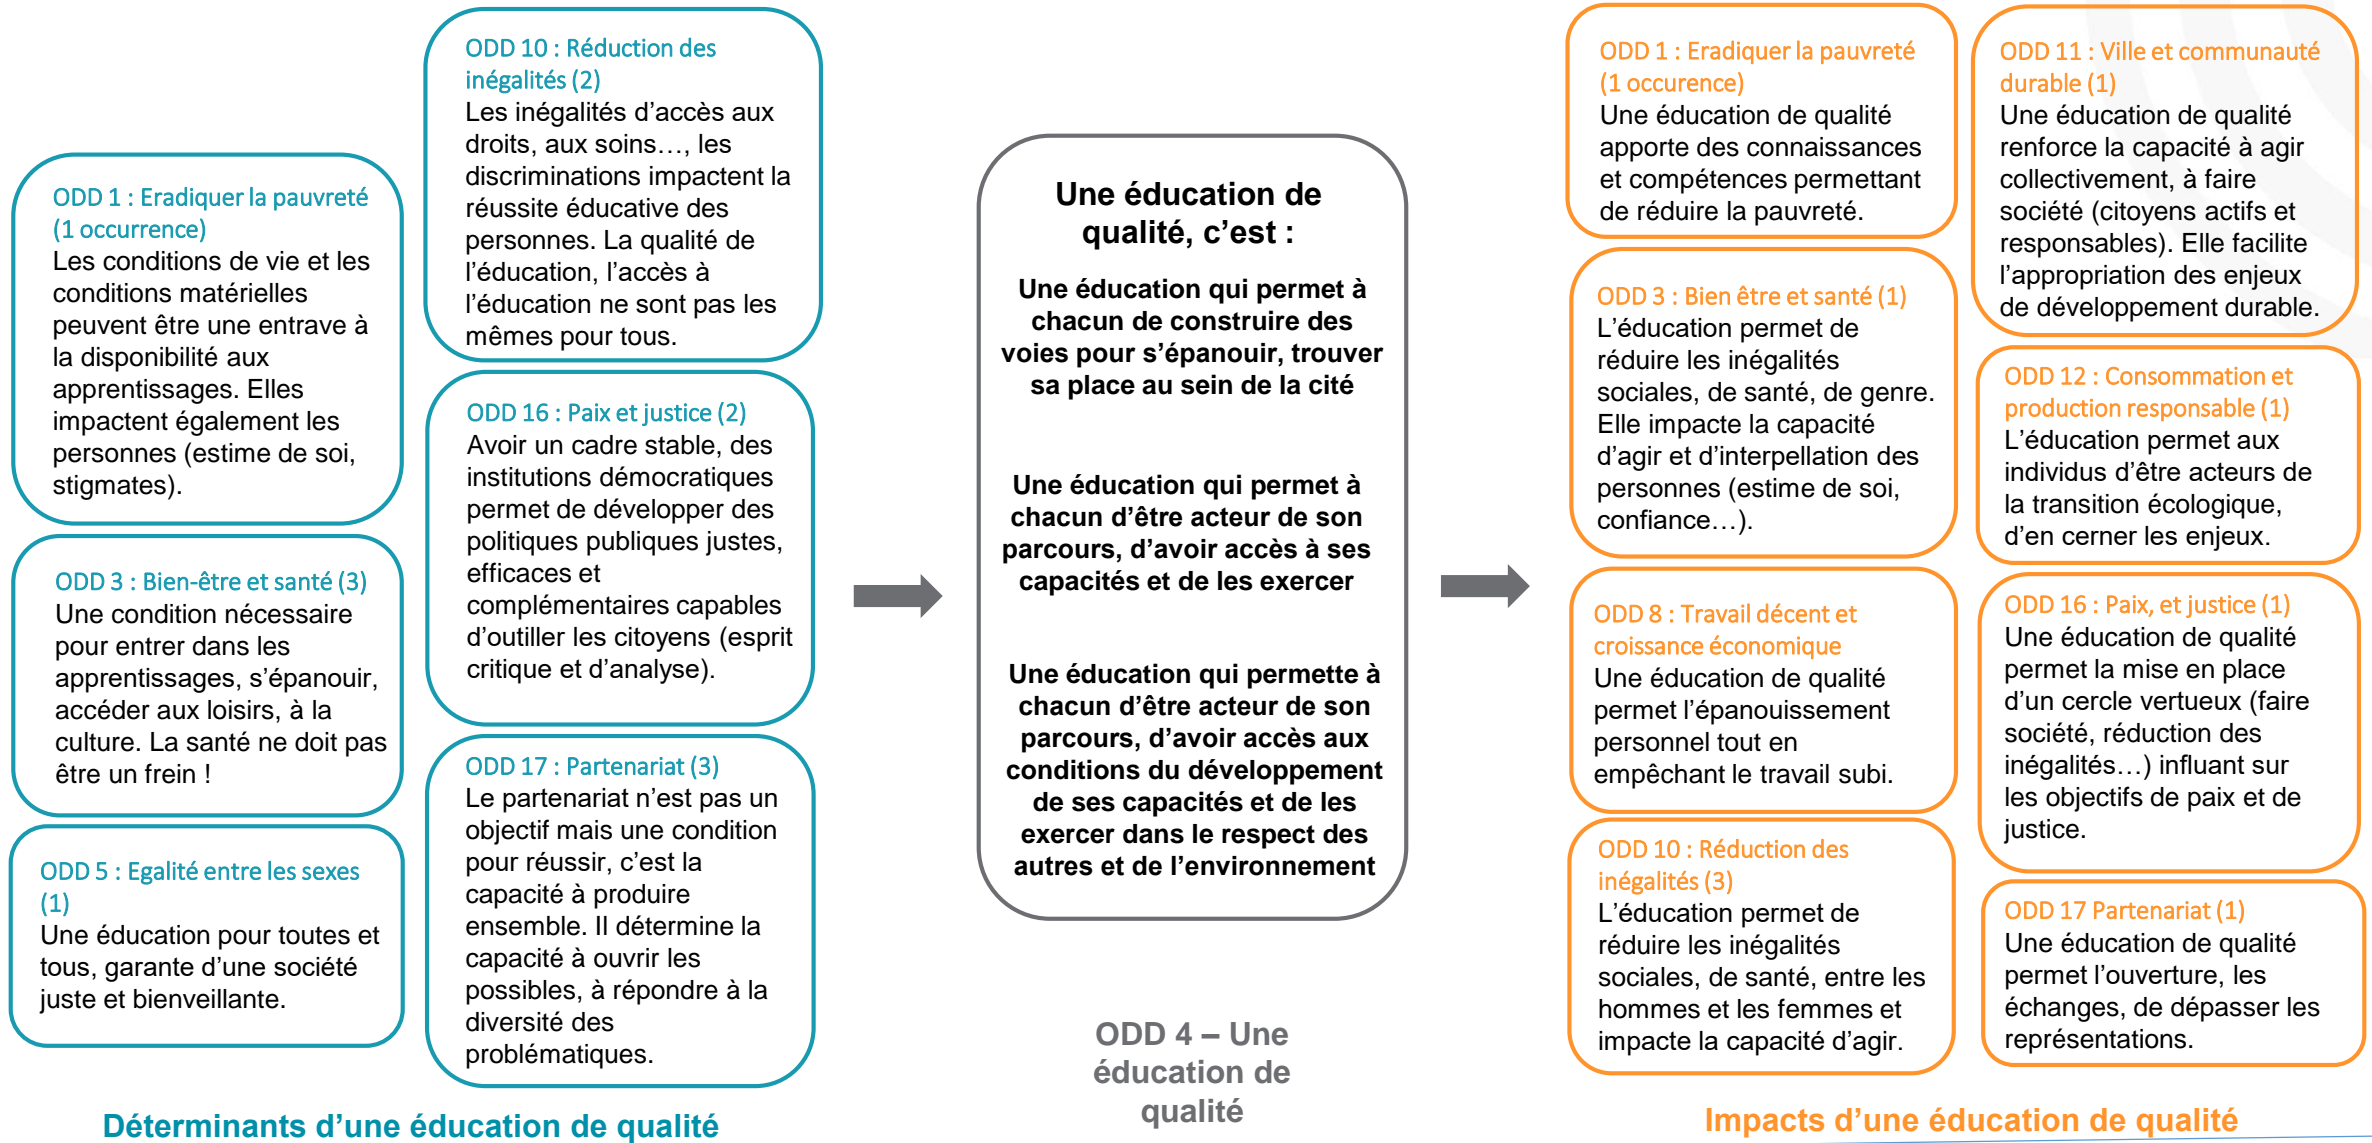 ODD 1 : Eradiquer la pauvreté
(1 occurrence)
Les conditions de vie et les
conditions matérielles
peuvent être une entrave à
la disponibilité aux
apprentissages. Elles
impactent également les
personnes (estime de soi,
stigmates).
ODD 3 : Bien-être et santé (3)
Une condition nécessaire
pour entrer dans les
apprentissages, s’épanouir,
accéder aux loisirs, à la
culture. La santé ne doit pas
être un frein !
ODD 5 : Egalité entre les sexes
(1)
Une éducation pour toutes et
tous, garante d’une société
juste et bienveillante.
ODD 10 : Réduction des
inégalités (2)
Les inégalités d’accès aux
droits, aux soins…, les
discriminations impactent la
réussite éducative des
personnes. La qualité de
l’éducation, l’accès à
l’éducation ne sont pas les
mêmes pour tous.
ODD 16 : Paix et justice (2)
Avoir un cadre stable, des
institutions démocratiques
permet de développer des
politiques publiques justes,
efficaces et
complémentaires capables
d’outiller les citoyens (esprit
critique et d’analyse).
ODD 17 : Partenariat (3)
Le partenariat n’est pas un
objectif mais une condition
pour réussir, c’est la
capacité à produire
ensemble. Il détermine la
capacité à ouvrir les
possibles, à répondre à la
diversité des
problématiques.
Déterminants d’une éducation de qualité
Une éducation de
qualité, c’est :
Une éducation qui permet à
chacun de construire des
voies pour s’épanouir, trouver
sa place au sein de la cité
Une éducation qui permet à
chacun d’être acteur de son
parcours, d’avoir accès à ses
capacités et de les exercer
Une éducation qui permette à
chacun d’être acteur de son
parcours, d’avoir accès aux
conditions du développement
de ses capacités et de les
exercer dans le respect des
autres et de l’environnement
ODD 4 – Une
éducation de
qualité
ODD 1 : Eradiquer la pauvreté
(1 occurence)
Une éducation de qualité
apporte des connaissances
et compétences permettant
de réduire la pauvreté.
ODD 3 : Bien être et santé (1)
L’éducation permet de
réduire les inégalités
sociales, de santé, de genre.
Elle impacte la capacité
d’agir et d’interpellation des
personnes (estime de soi,
confiance…).
ODD 8 : Travail décent et
croissance économique
Une éducation de qualité
permet l’épanouissement
personnel tout en
empêchant le travail subi.
ODD 10 : Réduction des
inégalités (3)
L’éducation permet de
réduire les inégalités
sociales, de santé, entre les
hommes et les femmes et
impacte la capacité d’agir.
ODD 11 : Ville et communauté
durable (1)
Une éducation de qualité
renforce la capacité à agir
collectivement, à faire
société (citoyens actifs et
responsables). Elle facilite
l’appropriation des enjeux
de développement durable.
ODD 12 : Consommation et
production responsable (1)
L’éducation permet aux
individus d’être acteurs de
la transition écologique,
d’en cerner les enjeux.
ODD 16 : Paix, et justice (1)
Une éducation de qualité
permet la mise en place
d’un cercle vertueux (faire
société, réduction des
inégalités…) influant sur
les objectifs de paix et de
justice.
ODD 17 Partenariat (1)
Une éducation de qualité
permet l’ouverture, les
échanges, de dépasser les
représentations.
Impacts d’une éducation de qualité